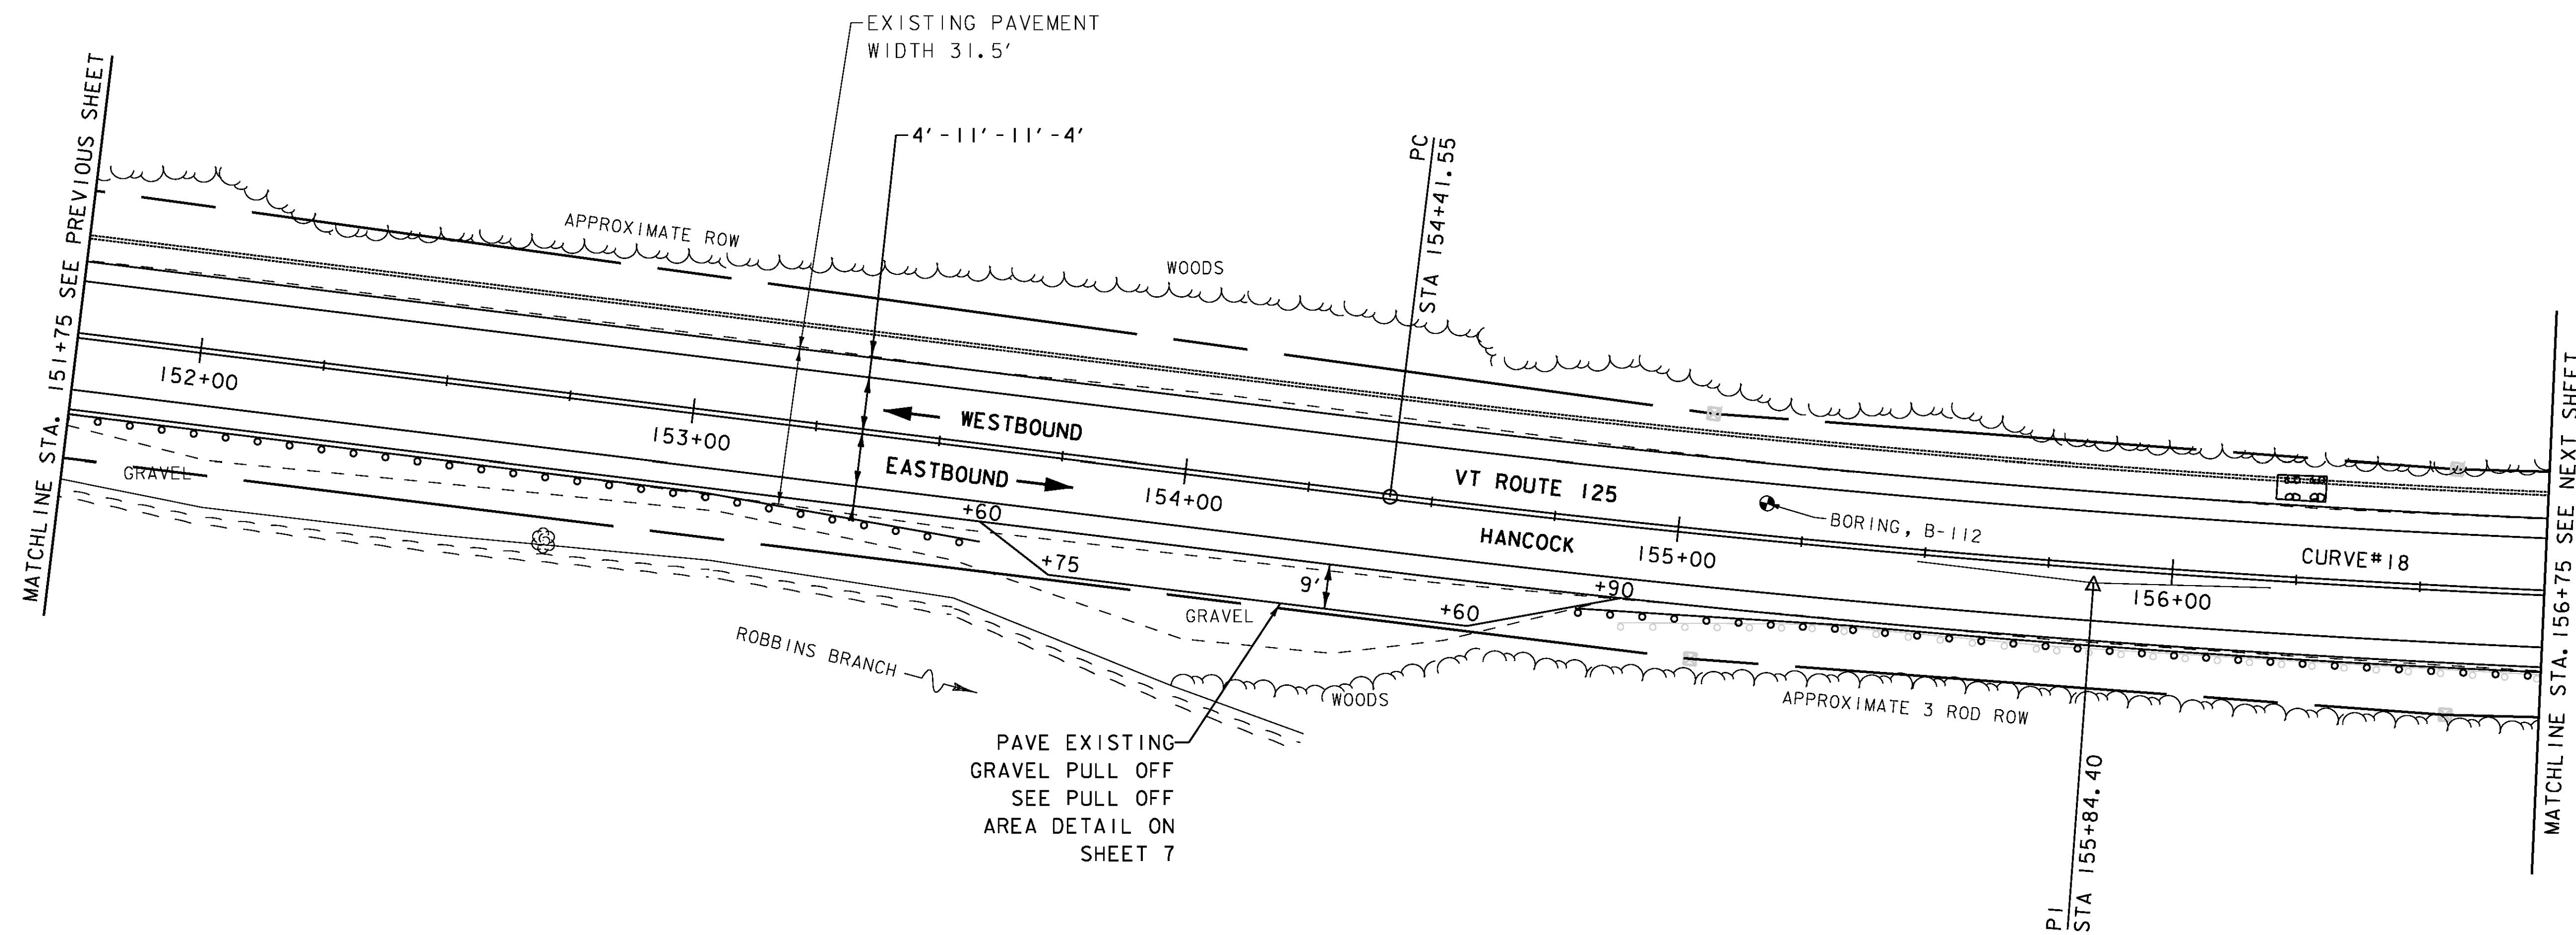 EXISTING PAVEMENT
WIDTH 31.5'
4'-11'-11'-4'
MATCHLINE STA. 151+75 SEE PREVIOUS SHEET
APPROXIMATE ROW
WOODS
PC
STA 154+41.55
152+00
153+00
154+00
WESTBOUND
EASTBOUND
VT ROUTE 125
HANCOCK
155+00
BORING, B-112
CURVE#18
156+00
GRAVEL
+60
+75
9'
GRAVEL
+60
+90
ROBBINS BRANCH
WOODS
APPROXIMATE 3 ROD ROW
PAVE EXISTING
GRAVEL PULL OFF
SEE PULL OFF
AREA DETAIL ON
SHEET 7
PI
STA 155+84.40
MATCHLINE STA. 156+75 SEE NEXT SHEET